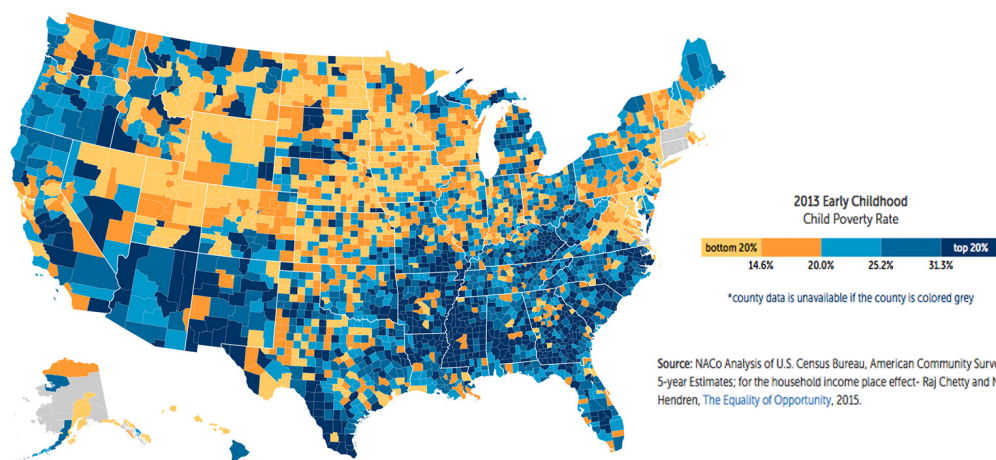 2013 Early Childhood
Child Poverty Rate
bottom 20% top 20%
14.6% 20.0% 25.2% 31.3%
*county data is unavailable if the county is colored grey
Source: NACo Analysis of U.S. Census Bureau, American Community
5-year Estimates; for the household income place effect- Raj Chetty and
Hendren, The Equality of Opportunity, 2015.